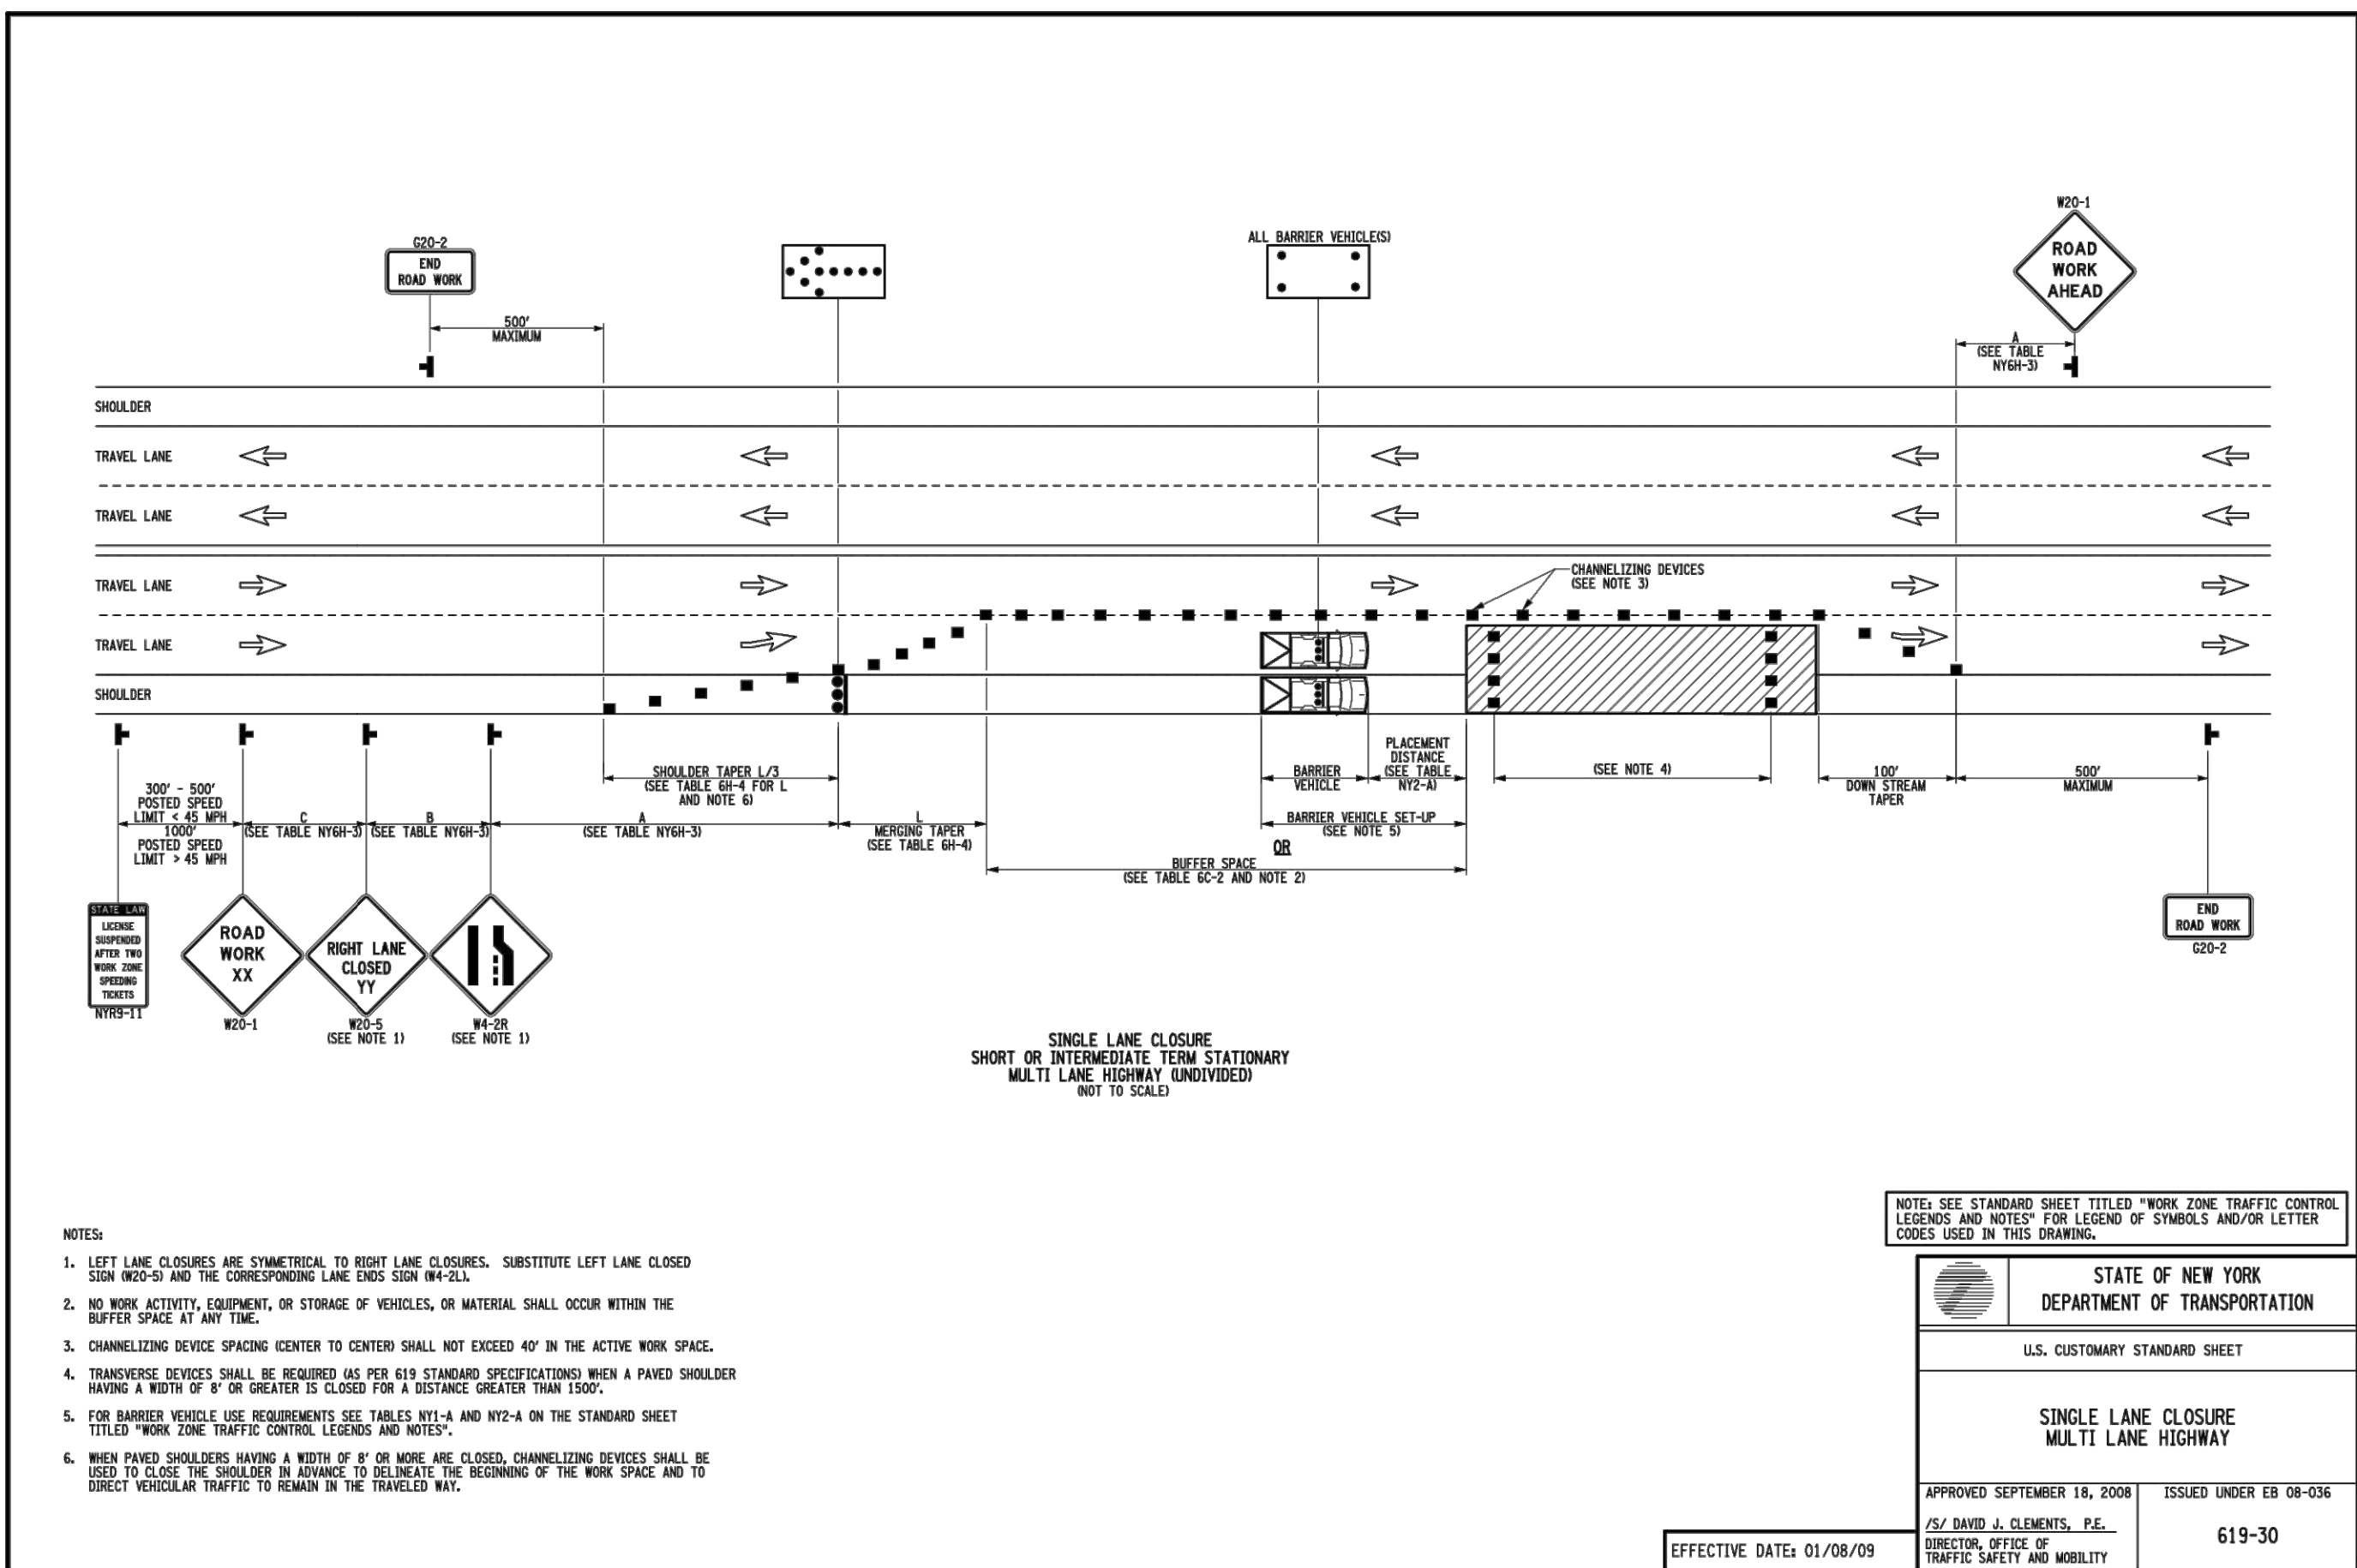 W20-1
ROAD
WORK
AHEAD
G20-2
END
ROAD WORK
ALL BARRIER VEHICLE(S)
500'
MAXIMUM
A
(SEE TABLE
NY6H-3)
SHOULDER
TRAVEL LANE
TRAVEL LANE
TRAVEL LANE
CHANNELIZING DEVICES
(SEE NOTE 3)
TRAVEL LANE
SHOULDER
300' - 500'
POSTED SPEED
LIMIT < 45 MPH
1000'
POSTED SPEED
LIMIT > 45 MPH
C
(SEE TABLE NY6H-3)
B
(SEE TABLE NY6H-3)
SHOULDER TAPER L/3
(SEE TABLE 6H-4 FOR L
AND NOTE 6)
A
(SEE TABLE NY6H-3)
L
MERGING TAPER
(SEE TABLE 6H-4)
BARRIER
VEHICLE
PLACEMENT
DISTANCE
(SEE TABLE
NY2-A)
BARRIER VEHICLE SET-UP
(SEE NOTE 5)
OR
BUFFER SPACE
(SEE TABLE 6C-2 AND NOTE 2)
(SEE NOTE 4)
100'
DOWN STREAM
TAPER
500'
MAXIMUM
STATE LAW
LICENSE
SUSPENDED
AFTER TWO
WORK ZONE
SPEEDING
TICKETS
NYR9-11
ROAD
WORK
XX
W20-1
RIGHT LANE
CLOSED
YY
W20-5
(SEE NOTE 1)
W4-2R
(SEE NOTE 1)
END
ROAD WORK
G20-2
SINGLE LANE CLOSURE
SHORT OR INTERMEDIATE TERM STATIONARY
MULTI LANE HIGHWAY (UNDIVIDED)
(NOT TO SCALE)
NOTES:
1. LEFT LANE CLOSURES ARE SYMMETRICAL TO RIGHT LANE CLOSURES. SUBSTITUTE LEFT LANE CLOSED
SIGN (W20-5) AND THE CORRESPONDING LANE ENDS SIGN (W4-2L).
2. NO WORK ACTIVITY, EQUIPMENT, OR STORAGE OF VEHICLES, OR MATERIAL SHALL OCCUR WITHIN THE
BUFFER SPACE AT ANY TIME.
3. CHANNELIZING DEVICE SPACING (CENTER TO CENTER) SHALL NOT EXCEED 40' IN THE ACTIVE WORK SPACE.
4. TRANSVERSE DEVICES SHALL BE REQUIRED (AS PER 619 STANDARD SPECIFICATIONS) WHEN A PAVED SHOULDER
HAVING A WIDTH OF 8' OR GREATER IS CLOSED FOR A DISTANCE GREATER THAN 1500'.
5. FOR BARRIER VEHICLE USE REQUIREMENTS SEE TABLES NY1-A AND NY2-A ON THE STANDARD SHEET
TITLED "WORK ZONE TRAFFIC CONTROL LEGENDS AND NOTES".
6. WHEN PAVED SHOULDERS HAVING A WIDTH OF 8' OR MORE ARE CLOSED, CHANNELIZING DEVICES SHALL BE
USED TO CLOSE THE SHOULDER IN ADVANCE TO DELINEATE THE BEGINNING OF THE WORK SPACE AND TO
DIRECT VEHICULAR TRAFFIC TO REMAIN IN THE TRAVELED WAY.
NOTE: SEE STANDARD SHEET TITLED "WORK ZONE TRAFFIC CONTROL
LEGENDS AND NOTES" FOR LEGEND OF SYMBOLS AND/OR LETTER
CODES USED IN THIS DRAWING.
STATE OF NEW YORK
DEPARTMENT OF TRANSPORTATION
U.S. CUSTOMARY STANDARD SHEET
SINGLE LANE CLOSURE
MULTI LANE HIGHWAY
APPROVED SEPTEMBER 18, 2008
ISSUED UNDER EB 08-036
/S/ DAVID J. CLEMENTS, P.E.
DIRECTOR, OFFICE OF
TRAFFIC SAFETY AND MOBILITY
619-30
EFFECTIVE DATE: 01/08/09